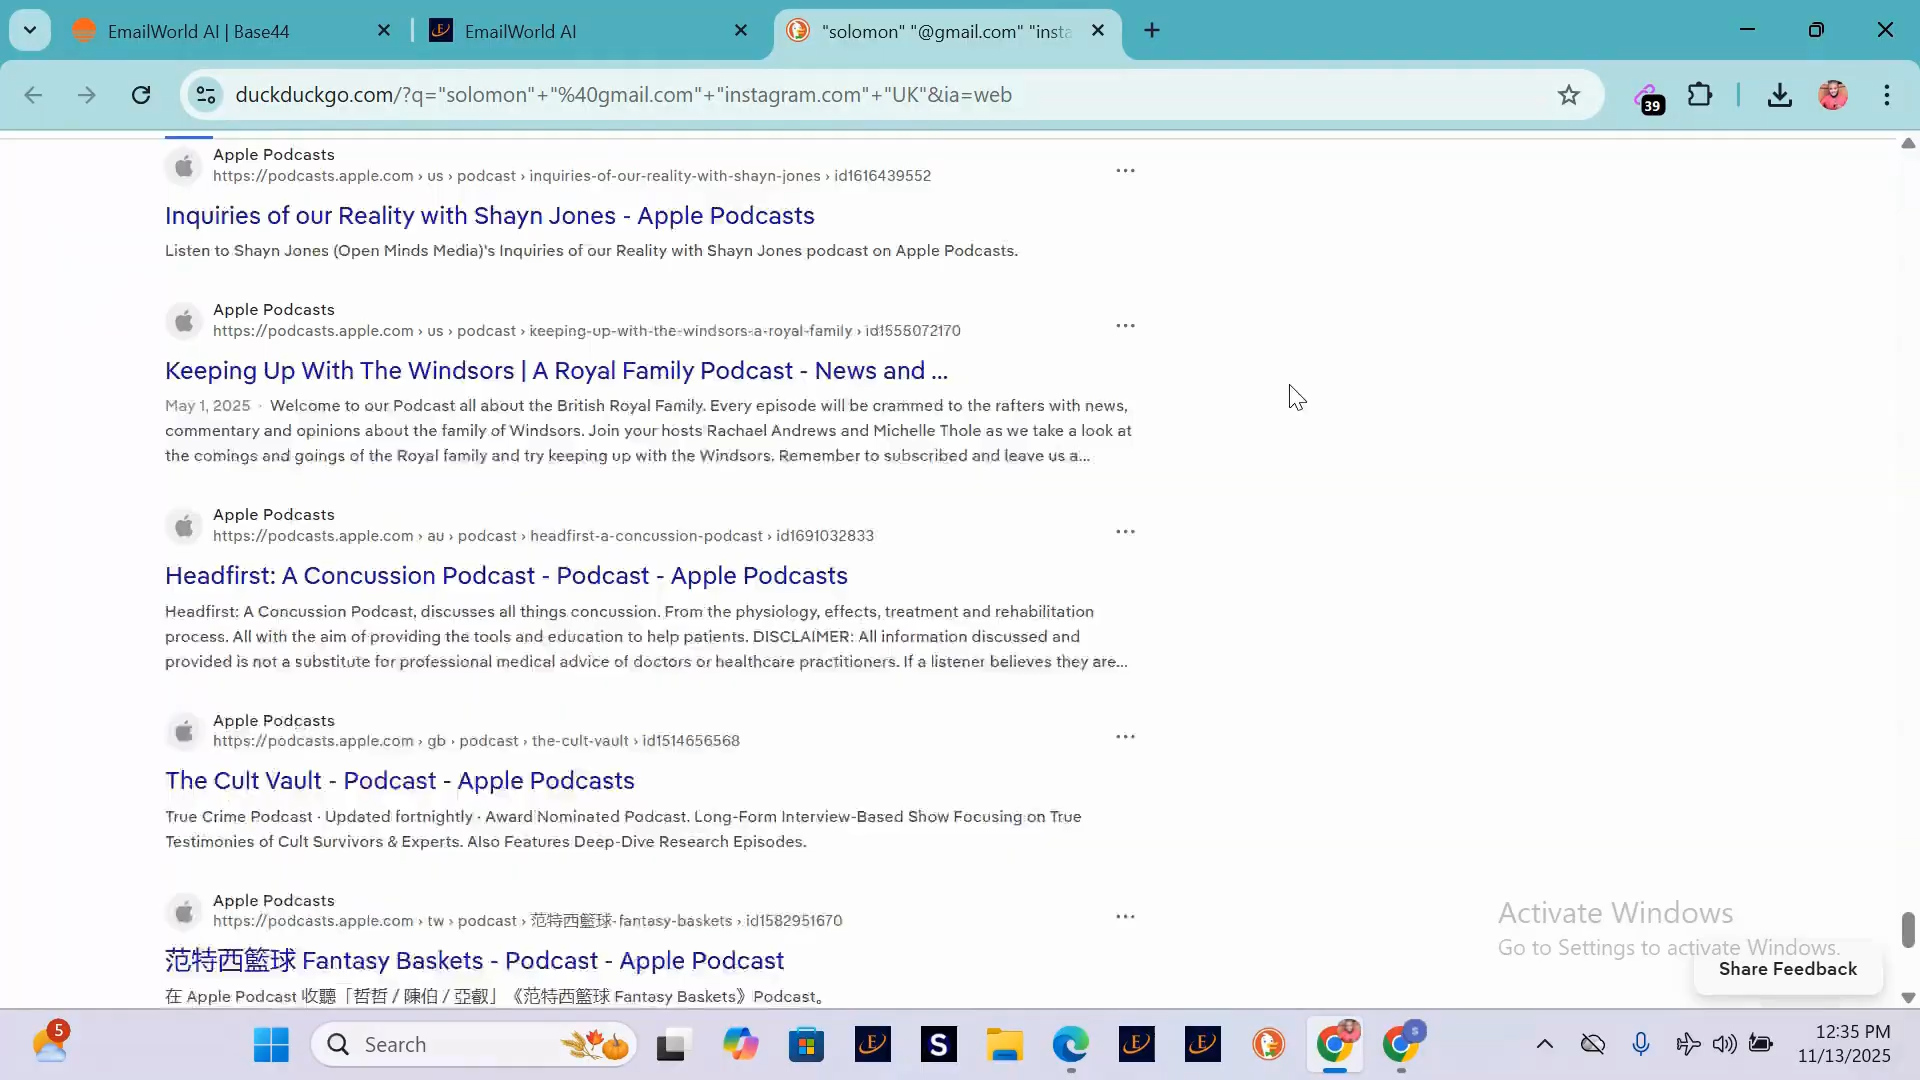 EmailWorld AI | Base44
EmailWorld AI
"solomon" "@gmail.com" "insta
duckduckgo.com/?q="solomon"+"%40gmail.com"+"instagram.com"+"UK"&ia=web
39
Apple Podcasts
https://podcasts.apple.com › us › podcast › inquiries-of-our-reality-with-shayn-jones › id1616439552
Inquiries of our Reality with Shayn Jones - Apple Podcasts
Listen to Shayn Jones (Open Minds Media)'s Inquiries of our Reality with Shayn Jones podcast on Apple Podcasts.
Apple Podcasts
https://podcasts.apple.com › us › podcast › keeping-up-with-the-windsors-a-royal-family › id1555072170
Keeping Up With The Windsors | A Royal Family Podcast - News and ...
May 1, 2025 · Welcome to our Podcast all about the British Royal Family. Every episode will be crammed to the rafters with news,
commentary and opinions about the family of Windsors. Join your hosts Rachael Andrews and Michelle Thole as we take a look at
the comings and goings of the Royal family and try keeping up with the Windsors. Remember to subscribed and leave us a...
Apple Podcasts
https://podcasts.apple.com › au › podcast › headfirst-a-concussion-podcast › id1691032833
Headfirst: A Concussion Podcast - Podcast - Apple Podcasts
Headfirst: A Concussion Podcast, discusses all things concussion. From the physiology, effects, treatment and rehabilitation
process. All with the aim of providing the tools and education to help patients. DISCLAIMER: All information discussed and
provided is not a substitute for professional medical advice of doctors or healthcare practitioners. If a listener believes they are...
Apple Podcasts
https://podcasts.apple.com › gb › podcast › the-cult-vault › id1514656568
The Cult Vault - Podcast - Apple Podcasts
True Crime Podcast · Updated fortnightly · Award Nominated Podcast. Long-Form Interview-Based Show Focusing on True
Testimonies of Cult Survivors & Experts. Also Features Deep-Dive Research Episodes.
Apple Podcasts
https://podcasts.apple.com › tw › podcast › 范特西籃球-fantasy-baskets › id1582951670
范特西籃球 Fantasy Baskets - Podcast - Apple Podcast
在 Apple Podcast 收聽「哲哲 / 陳伯 / 亞叡」《范特西籃球 Fantasy Baskets》Podcast。
Activate Windows
Go to Settings to activate Windows.
Share Feedback
5
Search
12:35 PM
11/13/2025